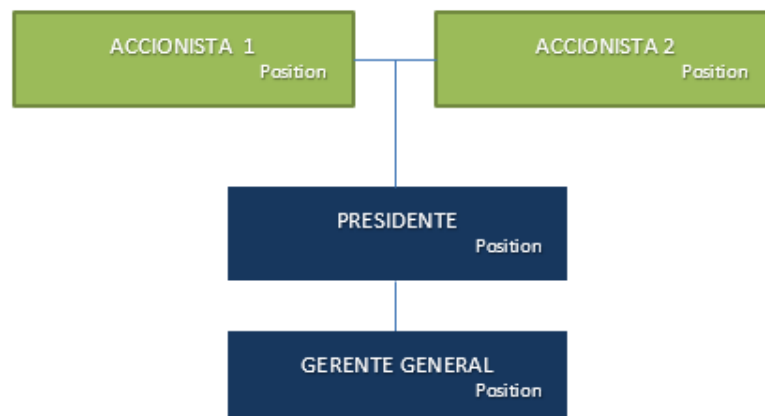 ACCIONISTA 1
Position
ACCIONISTA 2
Position
PRESIDENTE
Position
GERENTE GENERAL
Position